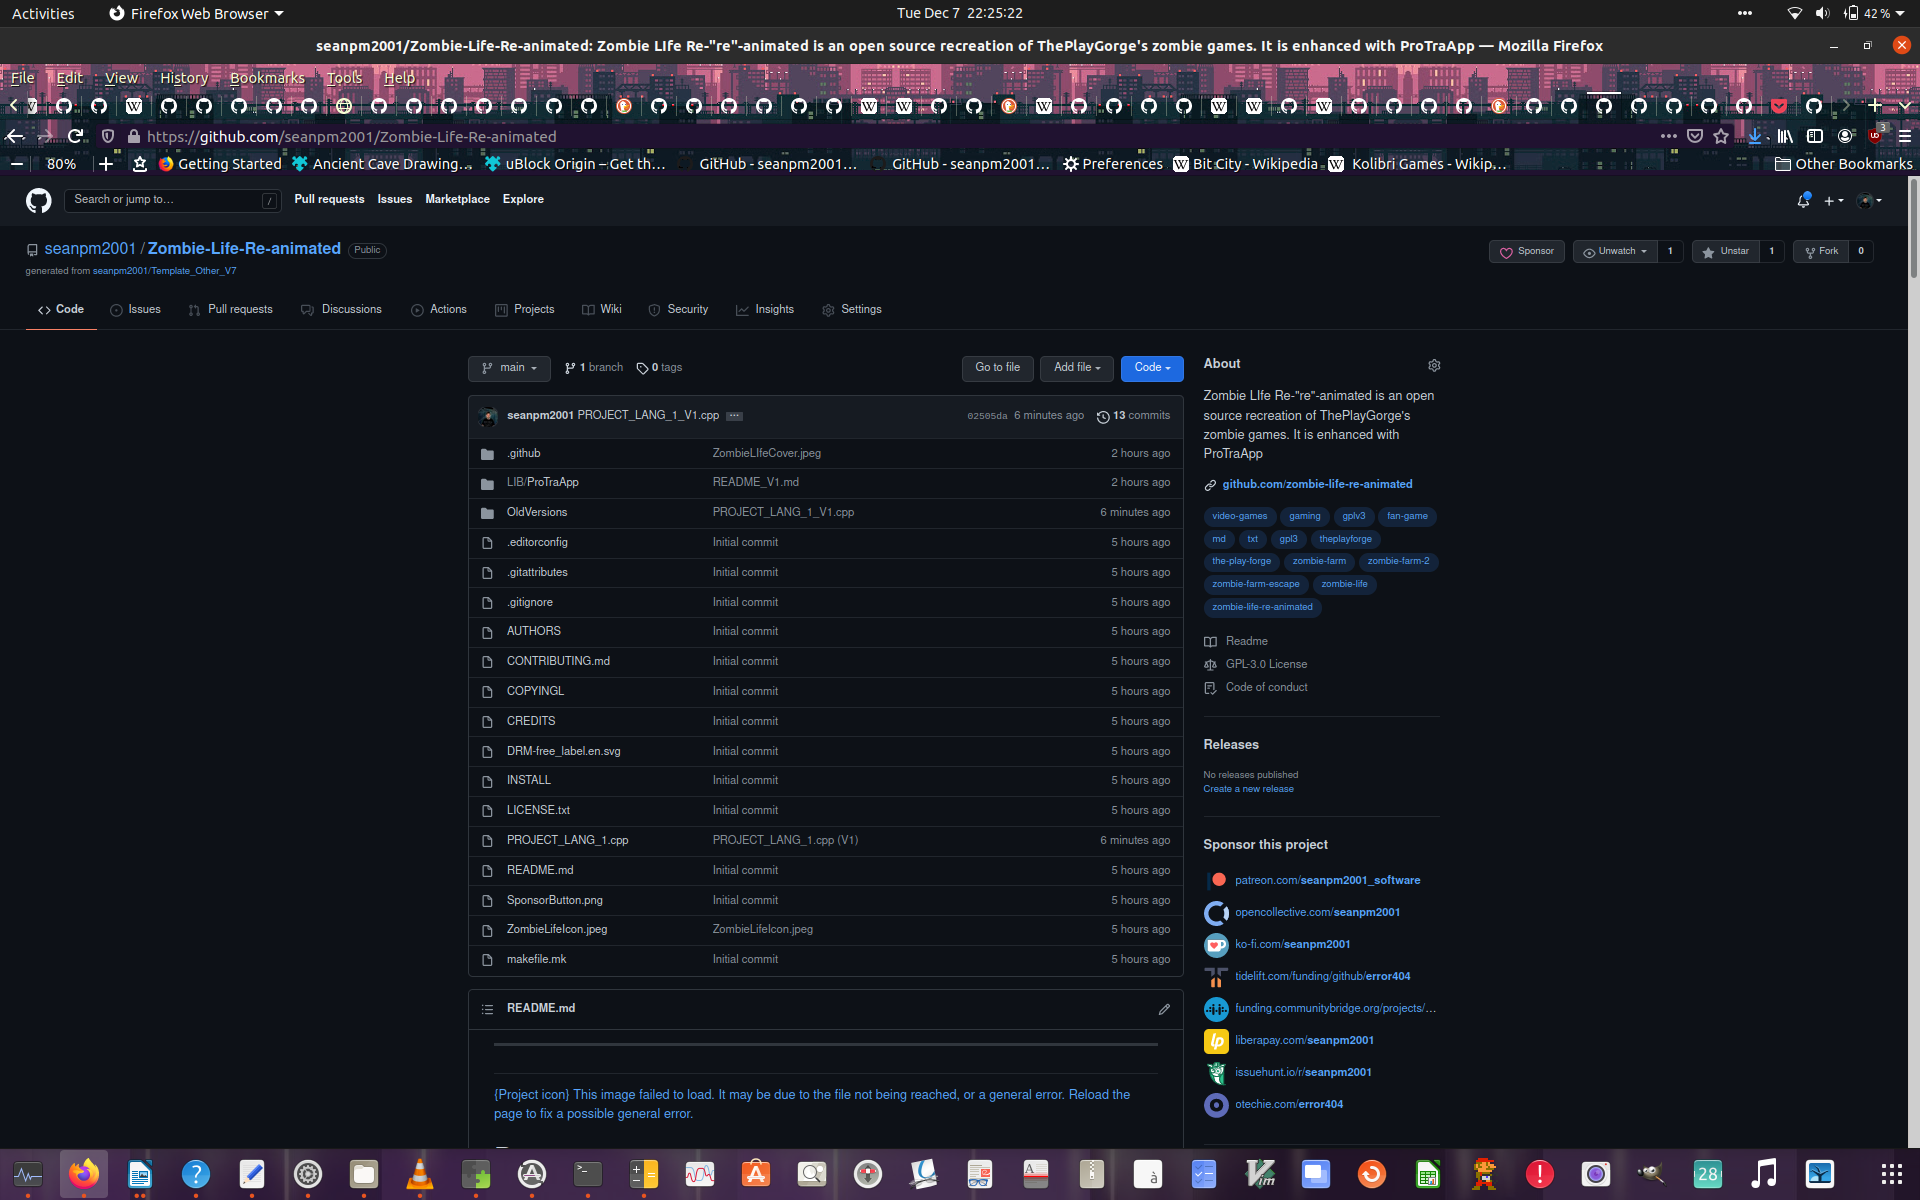 Activities Firefox Web Browser Tue Dec 7 22:25:22 42 %
seanpm2001/Zombie-Life-Re-animated: Zombie LIfe Re-"re"-animated is an open source recreation of ThePlayGorge's zombie games. It is enhanced with ProTraApp — Mozilla Firefox
File Edit View History Bookmarks Tools Help
https://github.com/seanpm2001/Zombie-Life-Re-animated 3
80% Getting Started Ancient Cave Drawing… uBlock Origin – Get th… GitHub - seanpm2001… GitHub - seanpm2001… Preferences Bit City - Wikipedia Kolibri Games - Wikip… Other Bookmarks
Search or jump to… / Pull requests Issues Marketplace Explore
seanpm2001 / Zombie-Life-Re-animated Public Sponsor Unwatch 1 Unstar 1 Fork 0
generated from seanpm2001/Template_Other_V7
Code Issues Pull requests Discussions Actions Projects Wiki Security Insights Settings
main 1 branch 0 tags Go to file Add file Code
seanpm2001 PROJECT_LANG_1_V1.cpp 02505da 6 minutes ago 13 commits
.github ZombieLIfeCover.jpeg 2 hours ago
LIB/ProTraApp README_V1.md 2 hours ago
OldVersions PROJECT_LANG_1_V1.cpp 6 minutes ago
.editorconfig Initial commit 5 hours ago
.gitattributes Initial commit 5 hours ago
.gitignore Initial commit 5 hours ago
AUTHORS Initial commit 5 hours ago
CONTRIBUTING.md Initial commit 5 hours ago
COPYINGL Initial commit 5 hours ago
CREDITS Initial commit 5 hours ago
DRM-free_label.en.svg Initial commit 5 hours ago
INSTALL Initial commit 5 hours ago
LICENSE.txt Initial commit 5 hours ago
PROJECT_LANG_1.cpp PROJECT_LANG_1.cpp (V1) 6 minutes ago
README.md Initial commit 5 hours ago
SponsorButton.png Initial commit 5 hours ago
ZombieLifeIcon.jpeg ZombieLifeIcon.jpeg 5 hours ago
makefile.mk Initial commit 5 hours ago
README.md
{Project icon} This image failed to load. It may be due to the file not being reached, or a general error. Reload the
page to fix a possible general error.
About
Zombie LIfe Re-"re"-animated is an open
source recreation of ThePlayGorge's
zombie games. It is enhanced with
ProTraApp
github.com/zombie-life-re-animated
video-games gaming gplv3 fan-game
md txt gpl3 theplayforge
the-play-forge zombie-farm zombie-farm-2
zombie-farm-escape zombie-life
zombie-life-re-animated
Readme
GPL-3.0 License
Code of conduct
Releases
No releases published
Create a new release
Sponsor this project
patreon.com/seanpm2001_software
opencollective.com/seanpm2001
ko-fi.com/seanpm2001
tidelift.com/funding/github/error404
funding.communitybridge.org/projects/…
liberapay.com/seanpm2001
issuehunt.io/r/seanpm2001
otechie.com/error404
28